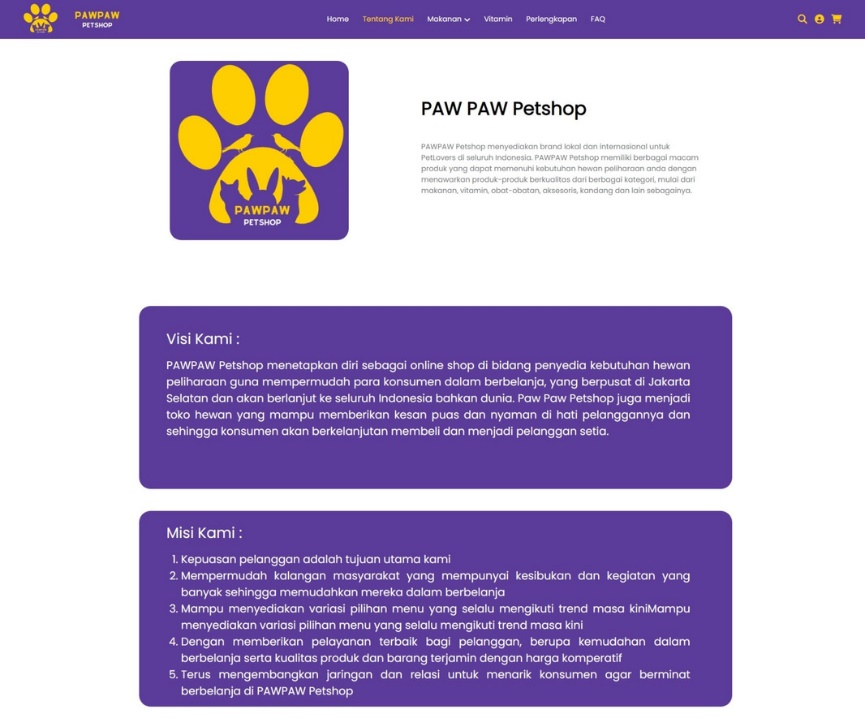 PAWPAW
PETSHOP
Home Tentang Kami Makanan Vitamin Perlengkapan FAQ
PAWPAW
PETSHOP
PAW PAW Petshop
PAWPAW Petshop menyediakan brand lokal dan internasional untuk
PetLovers di seluruh Indonesia. PAWPAW Petshop memiliki berbagai macam
produk yang dapat memenuhi kebutuhan hewan peliharaan anda dengan
menawarkan produk-produk berkualitas dari berbagai kategori, mulai dari
makanan, vitamin, obat-obatan, aksesoris, kandang dan lain sebagainya.
Visi Kami :
PAWPAW Petshop menetapkan diri sebagai online shop di bidang penyedia kebutuhan hewan
peliharaan guna mempermudah para konsumen dalam berbelanja, yang berpusat di Jakarta
Selatan dan akan berlanjut ke seluruh Indonesia bahkan dunia. Paw Paw Petshop juga menjadi
toko hewan yang mampu memberikan kesan puas dan nyaman di hati pelanggannya dan
sehingga konsumen akan berkelanjutan membeli dan menjadi pelanggan setia.
Misi Kami :
1. Kepuasan pelanggan adalah tujuan utama kami
2. Mempermudah kalangan masyarakat yang mempunyai kesibukan dan kegiatan yang
banyak sehingga memudahkan mereka dalam berbelanja
3. Mampu menyediakan variasi pilihan menu yang selalu mengikuti trend masa kiniMampu
menyediakan variasi pilihan menu yang selalu mengikuti trend masa kini
4. Dengan memberikan pelayanan terbaik bagi pelanggan, berupa kemudahan dalam
berbelanja serta kualitas produk dan barang terjamin dengan harga komperatif
5. Terus mengembangkan jaringan dan relasi untuk menarik konsumen agar berminat
berbelanja di PAWPAW Petshop